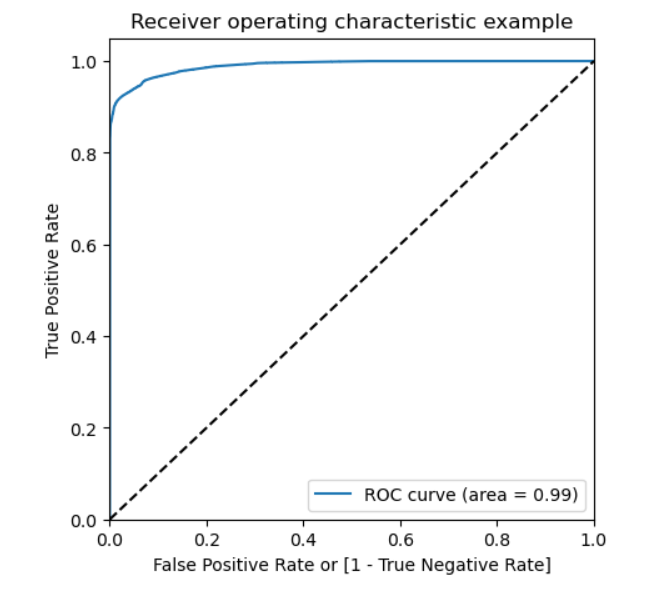 Receiver operating characteristic example
1.0
0.8
0.6
0.4
0.2
0.0
True Positive Rate
ROC curve (area = 0.99)
0.0 0.2 0.4 0.6 0.8 1.0
False Positive Rate or [1 - True Negative Rate]